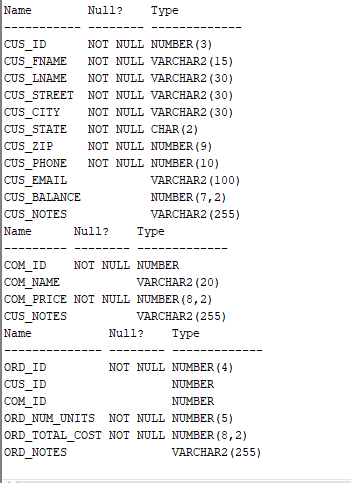 Name         Null?    Type
------------ -------- --------------
CUS_ID       NOT NULL NUMBER(3)
CUS_FNAME    NOT NULL VARCHAR2(15)
CUS_LNAME    NOT NULL VARCHAR2(30)
CUS_STREET   NOT NULL VARCHAR2(30)
CUS_CITY     NOT NULL VARCHAR2(30)
CUS_STATE    NOT NULL CHAR(2)
CUS_ZIP      NOT NULL NUMBER(9)
CUS_PHONE    NOT NULL NUMBER(10)
CUS_EMAIL             VARCHAR2(100)
CUS_BALANCE           NUMBER(7,2)
CUS_NOTES             VARCHAR2(255)
Name      Null?    Type
--------- -------- -------------
COM_ID    NOT NULL NUMBER
COM_NAME           VARCHAR2(20)
COM_PRICE NOT NULL NUMBER(8,2)
CUS_NOTES          VARCHAR2(255)
Name           Null?    Type
-------------- -------- -------------
ORD_ID         NOT NULL NUMBER(4)
CUS_ID                  NUMBER
COM_ID                  NUMBER
ORD_NUM_UNITS  NOT NULL NUMBER(5)
ORD_TOTAL_COST NOT NULL NUMBER(8,2)
ORD_NOTES               VARCHAR2(255)